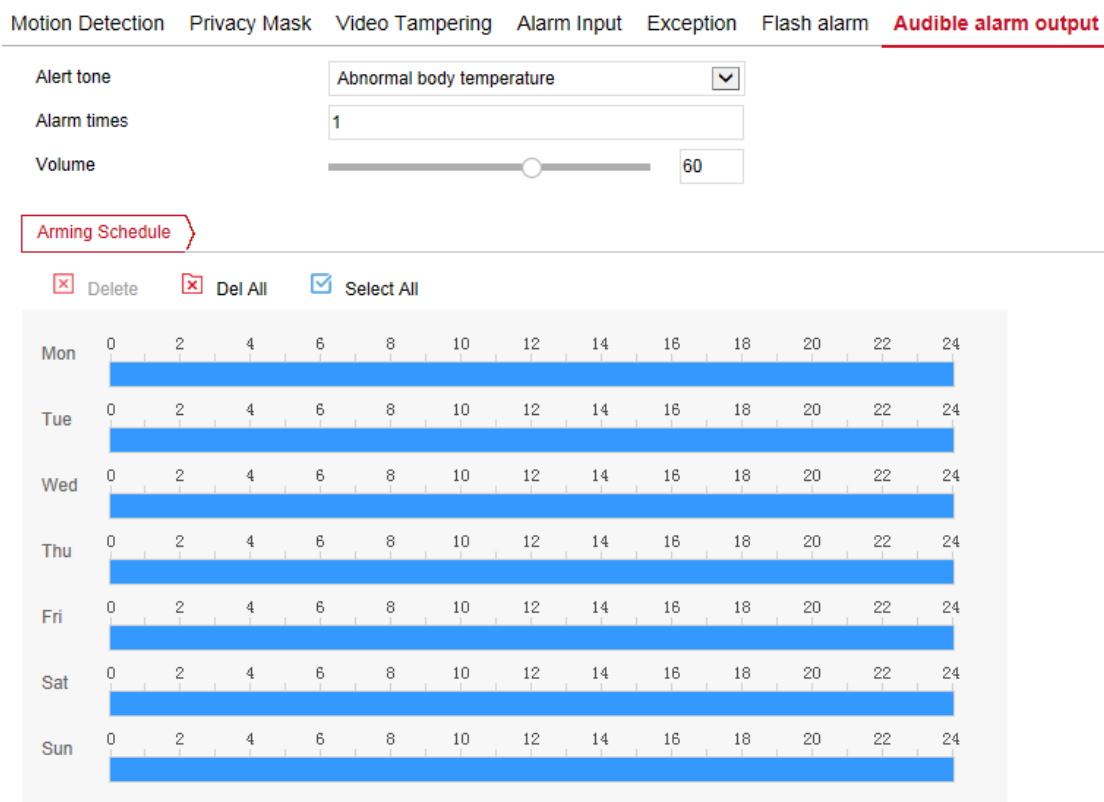 Motion Detection Privacy Mask Video Tampering Alarm Input Exception Flash alarm Audible alarm output
Alert tone Abnormal body temperature
Alarm times 1
Volume 60
Arming Schedule
Delete Del All Select All
Mon 0 2 4 6 8 10 12 14 16 18 20 22 24
Tue 0 2 4 6 8 10 12 14 16 18 20 22 24
Wed 0 2 4 6 8 10 12 14 16 18 20 22 24
Thu 0 2 4 6 8 10 12 14 16 18 20 22 24
Fri 0 2 4 6 8 10 12 14 16 18 20 22 24
Sat 0 2 4 6 8 10 12 14 16 18 20 22 24
Sun 0 2 4 6 8 10 12 14 16 18 20 22 24